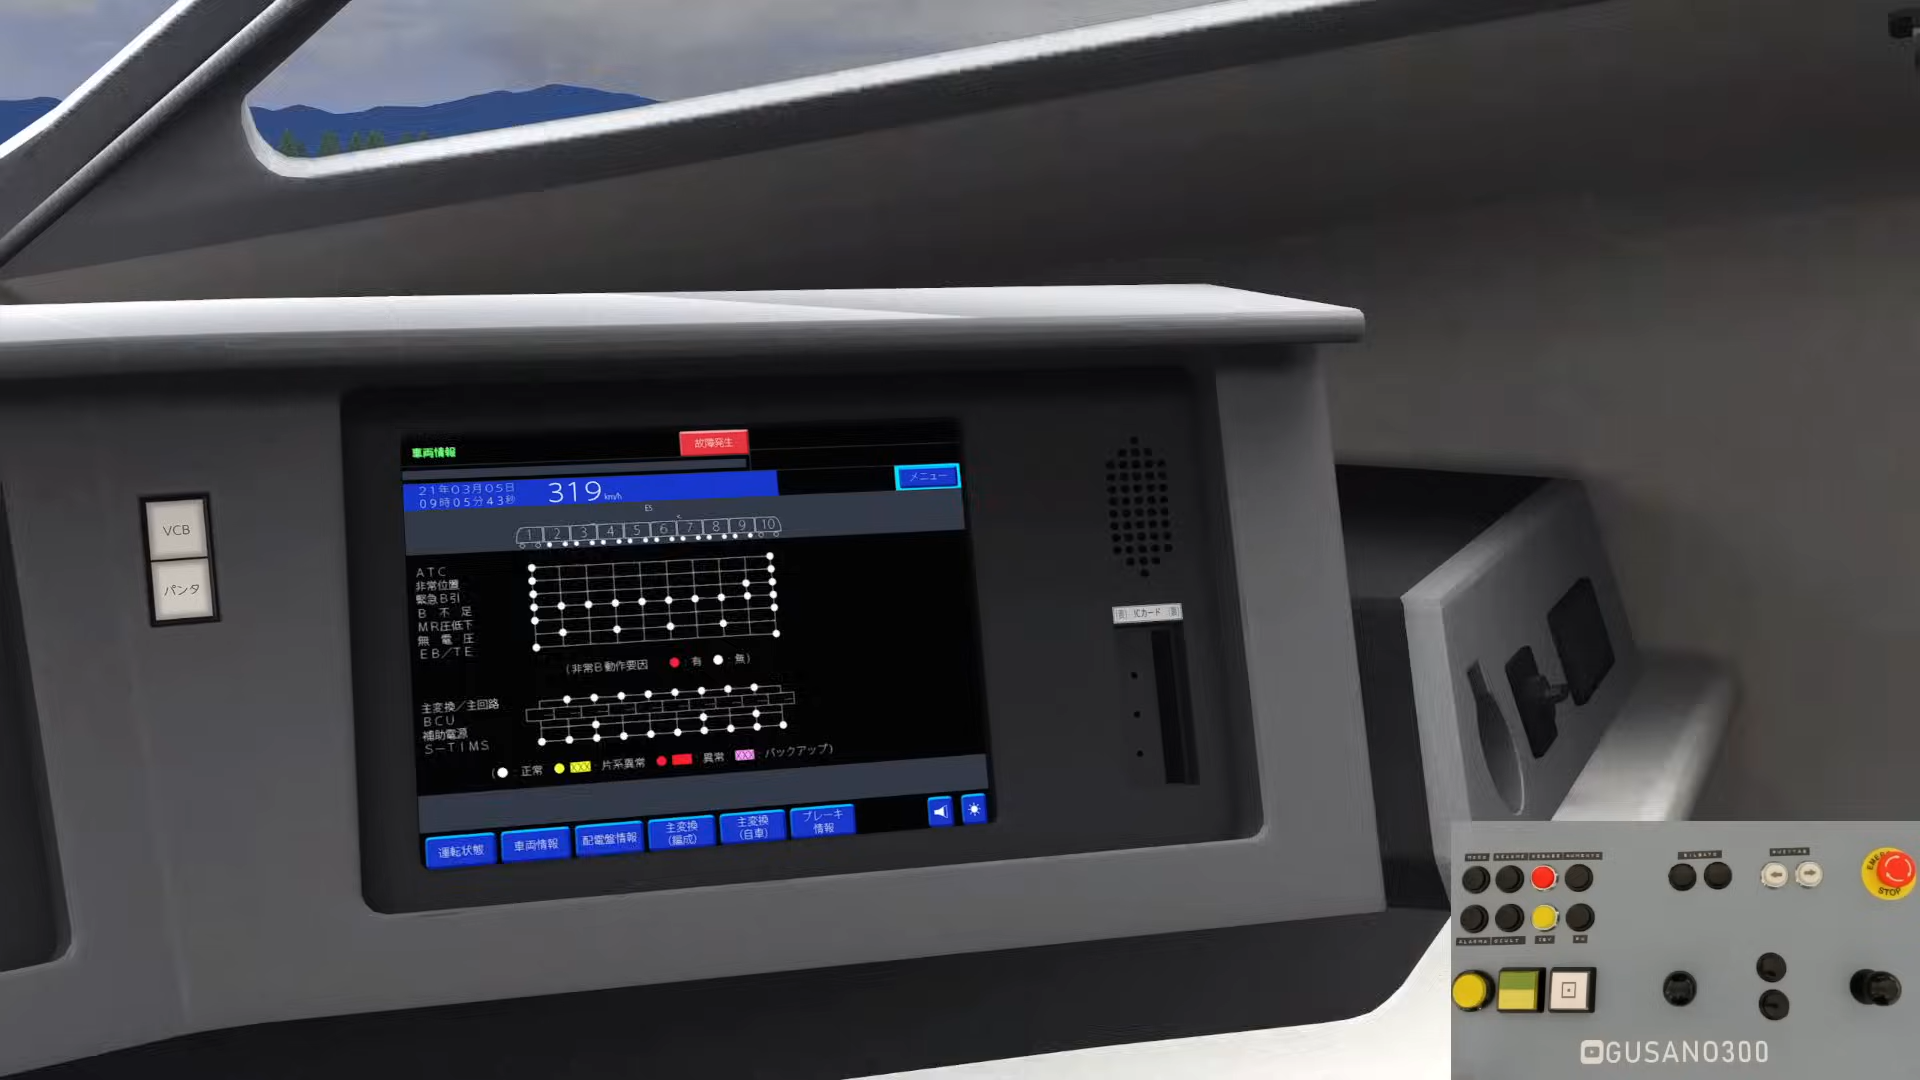 車両情報
故障発生
21年03月05日
09時05分43秒
319 km/h
メニュー
1 2 3 4 5 6 7 8 9 10
ATC
非常位置
緊急B引
B 不 足
MR圧低下
無 電 圧
EB/TE
(非常B動作要因 : 有 : 無)
主変換/主回路
BCU
補助電源
S-TIMS
( : 正常 XXX : 片系異常 : 異常 XXX : バックアップ)
運転状態
車両情報
配電盤情報
主変換
(編成)
主変換
(自車)
ブレーキ
情報
VCB
パンタ
ICカード
STOP
GUSANO300